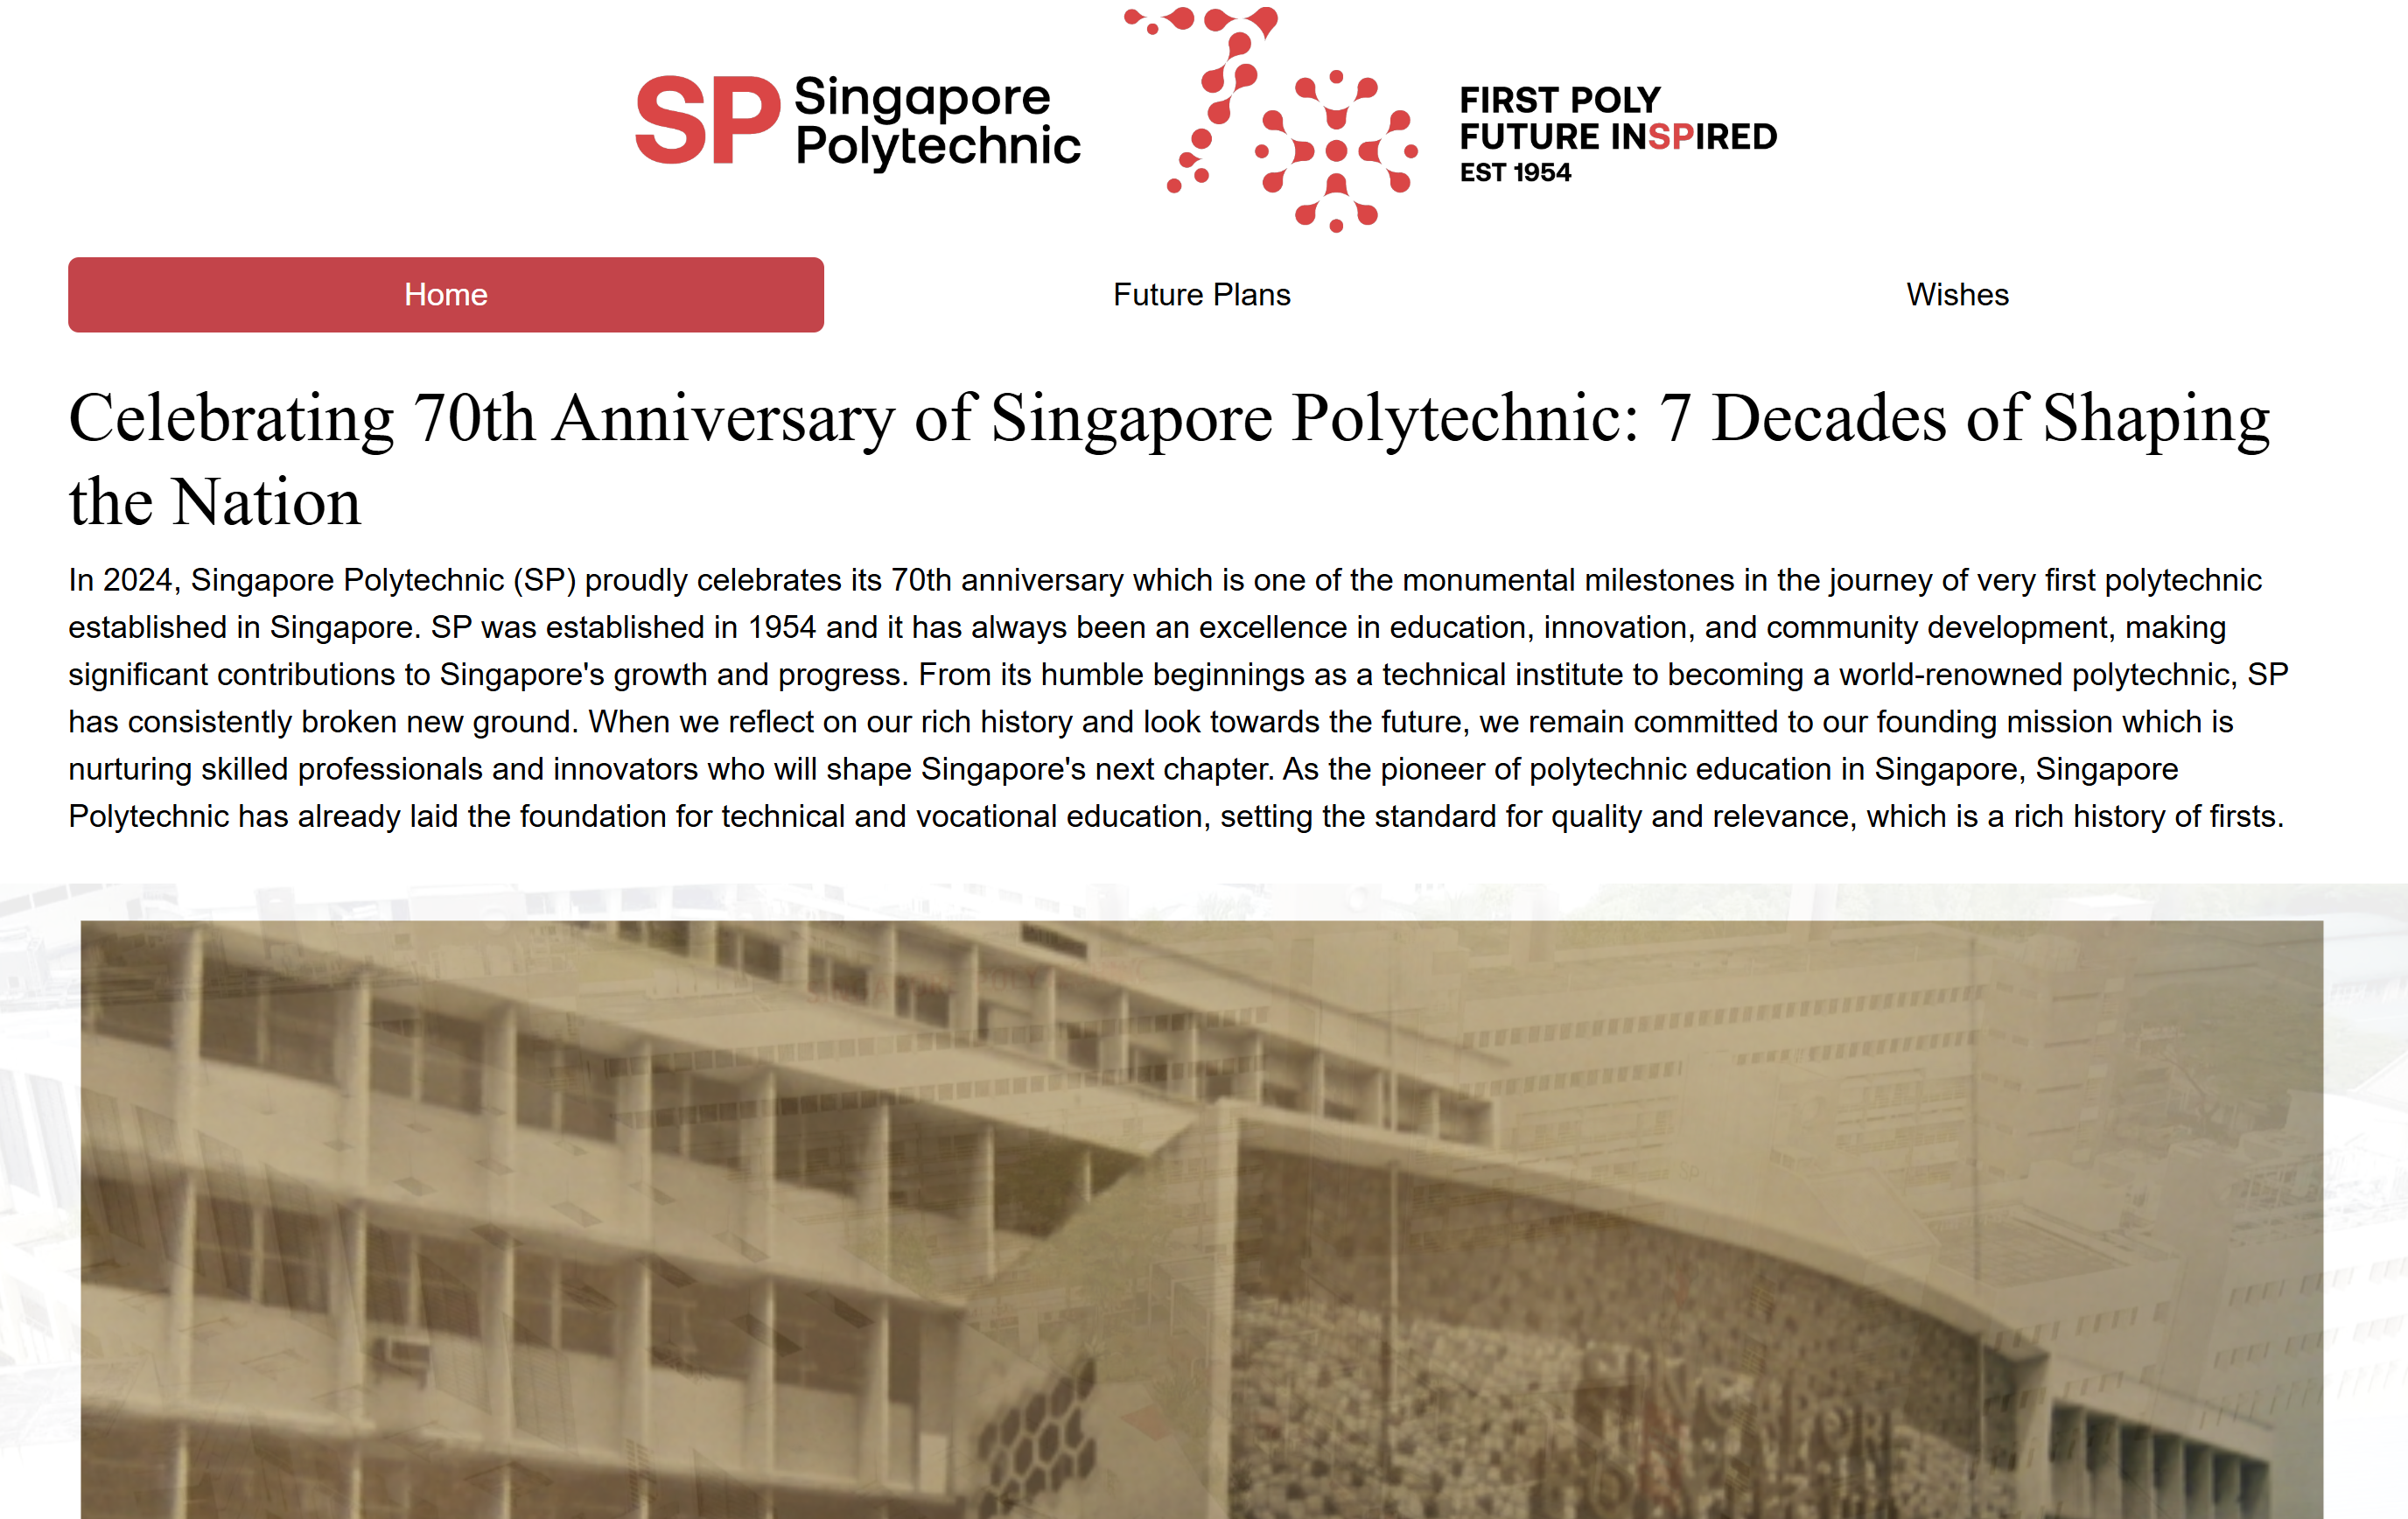 SP Singapore
Polytechnic
70
FIRST POLY
FUTURE INSPIRED
EST 1954
Home
Future Plans
Wishes
Celebrating 70th Anniversary of Singapore Polytechnic: 7 Decades of Shaping
the Nation
In 2024, Singapore Polytechnic (SP) proudly celebrates its 70th anniversary which is one of the monumental milestones in the journey of very first polytechnic
established in Singapore. SP was established in 1954 and it has always been an excellence in education, innovation, and community development, making
significant contributions to Singapore's growth and progress. From its humble beginnings as a technical institute to becoming a world-renowned polytechnic, SP
has consistently broken new ground. When we reflect on our rich history and look towards the future, we remain committed to our founding mission which is
nurturing skilled professionals and innovators who will shape Singapore's next chapter. As the pioneer of polytechnic education in Singapore, Singapore
Polytechnic has already laid the foundation for technical and vocational education, setting the standard for quality and relevance, which is a rich history of firsts.